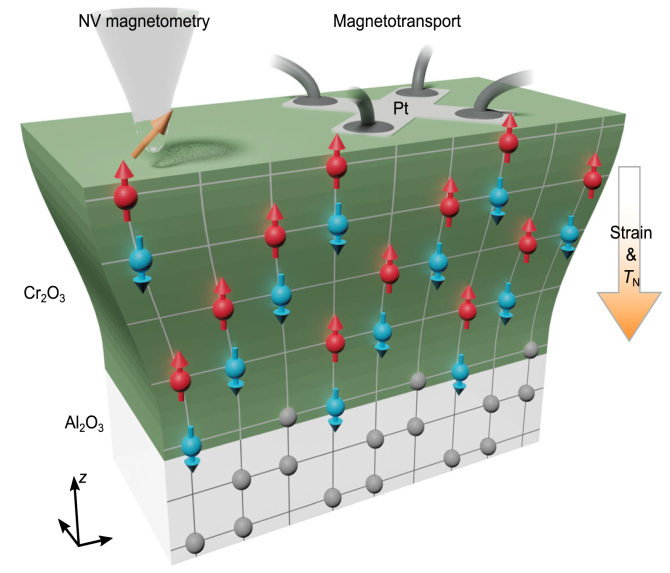 NV magnetometry
Magnetotransport
Pt
Strain
&
T_N
Cr₂O₃
Al₂O₃
z